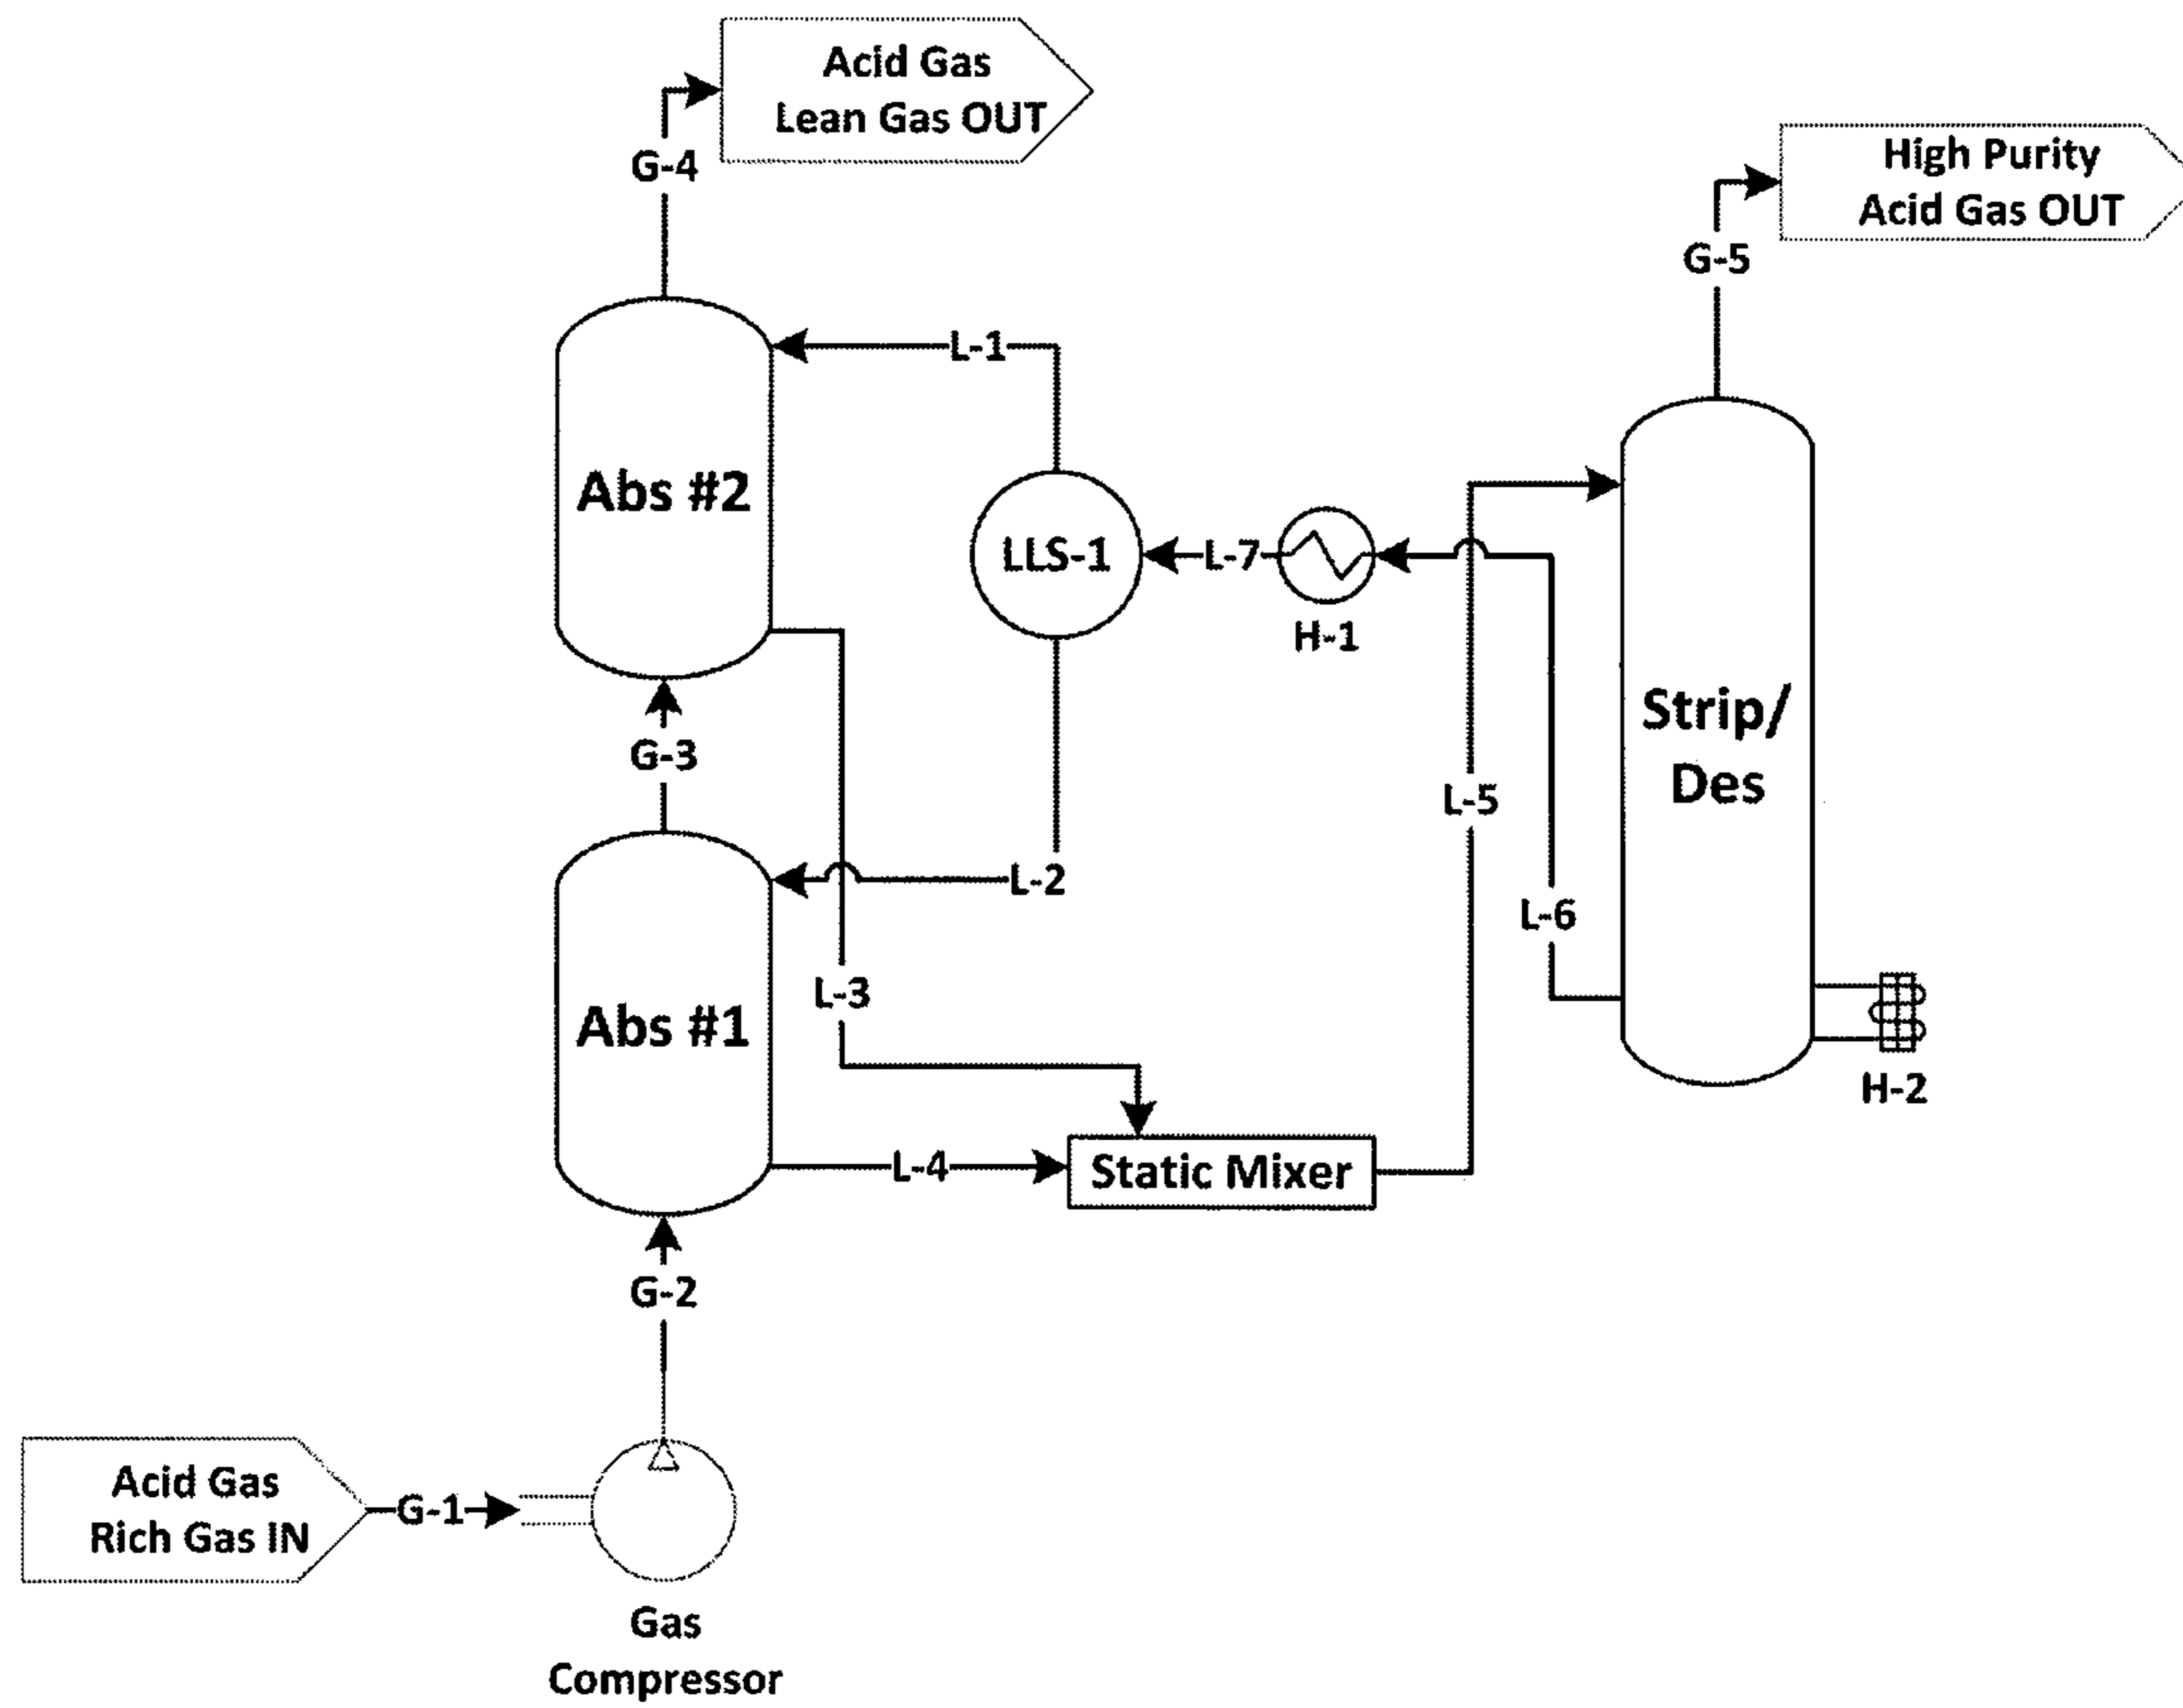 Acid Gas
Lean Gas OUT
G-4
High Purity
Acid Gas OUT
G-5
L-1
Abs #2
LLS-1
L-7
H-1
Strip/
Des
G-3
L-5
L-2
L-6
L-3
Abs #1
H-2
L-4
Static Mixer
G-2
Acid Gas
Rich Gas IN
G-1
Gas
Compressor